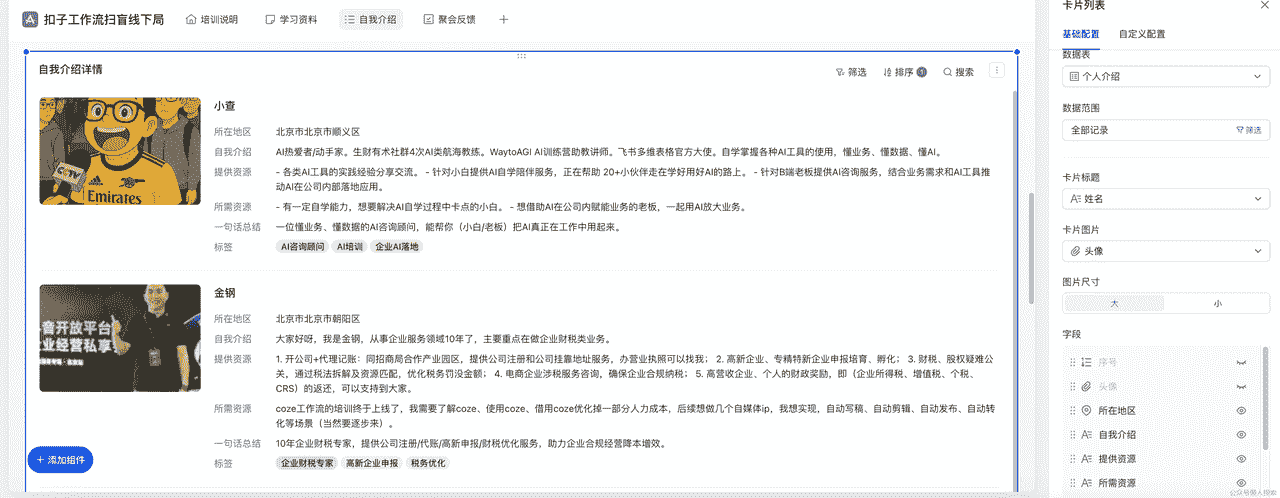 扣子工作流扫盲线下局
培训说明
学习资料
自我介绍
聚会反馈
自我介绍详情
筛选
排序
搜索
小查
所在地区 北京市北京市顺义区
自我介绍 AI热爱者/动手家。生财有术社群4次AI类航海教练。WaytoAGI AI训练营助教讲师。飞书多维表格官方大使。自学掌握各种AI工具的使用，懂业务、懂数据、懂AI。
提供资源 - 各类AI工具的实践经验分享交流。 - 针对小白提供AI自学陪伴服务，正在帮助 20+小伙伴走在学好用好AI的路上。 - 针对B端老板提供AI咨询服务，结合业务需求和AI工具推
动AI在公司内部落地应用。
所需资源 - 有一定自学能力，想要解决AI自学过程中卡点的小白。 - 想借助AI在公司内赋能业务的老板，一起用AI放大业务。
一句话总结 一位懂业务、懂数据的AI咨询顾问，能帮你（小白/老板）把AI真正在工作中用起来。
标签 AI咨询顾问 AI培训 企业AI落地
Emirates
金钢
所在地区 北京市北京市朝阳区
自我介绍 大家好呀，我是金钢，从事企业服务领域10年了，主要重点在做企业财税类业务。
提供资源 1. 开公司+代理记账：同招商局合作产业园区，提供公司注册和公司挂靠地址服务，办营业执照可以找我； 2. 高新企业、专精特新企业申报培育、孵化； 3. 财税、股权疑难公
关，通过税法拆解及资源匹配，优化税务罚没金额； 4. 电商企业涉税服务咨询，确保企业合规纳税； 5. 高营收企业、个人的财政奖励，即（企业所得税、增值税、个税、
CRS）的返还，可以支持到大家。
所需资源 coze工作流的培训终于上线了，我需要了解coze、使用coze、借用coze优化掉一部分人力成本，后续想做几个自媒体ip，我想实现，自动写稿、自动剪辑、自动发布、自动转
化等场景（当然要逐步来）。
一句话总结 10年企业财税专家，提供公司注册/代账/高新申报/财税优化服务，助力企业合规经营降本增效。
标签 企业财税专家 高新企业申报 税务优化
音开放平台
业经营私享
+ 添加组件
卡片列表
基础配置 自定义配置
数据表
个人介绍
数据范围
全部记录 筛选
卡片标题
姓名
卡片图片
头像
图片尺寸
大 小
字段
序号
头像
所在地区
自我介绍
提供资源
所需资源